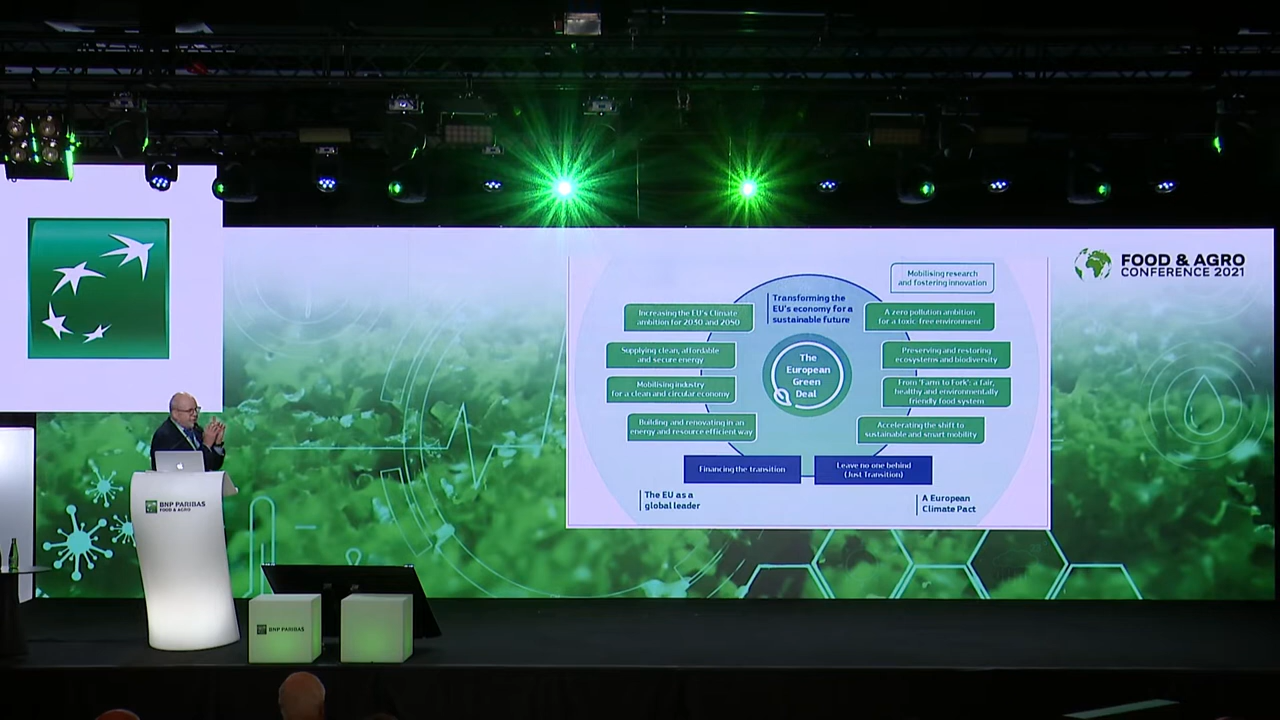 FOOD & AGRO
CONFERENCE 2021
Mobilising research
and fostering innovation
Transforming the
EU's economy for a
sustainable future
Increasing the EU's Climate
ambition for 2030 and 2050
A zero pollution ambition
for a toxic-free environment
Supplying clean, affordable
and secure energy
The
European
Green
Deal
Preserving and restoring
ecosystems and biodiversity
Mobilising industry
for a clean and circular economy
From 'Farm to Fork': a fair,
healthy and environmentally
friendly food system
Building and renovating in an
energy and resource efficient way
Accelerating the shift to
sustainable and smart mobility
Financing the transition
Leave no one behind
(Just Transition)
The EU as a
global leader
A European
Climate Pact
BNP PARIBAS
FOOD & AGRO
BNP PARIBAS